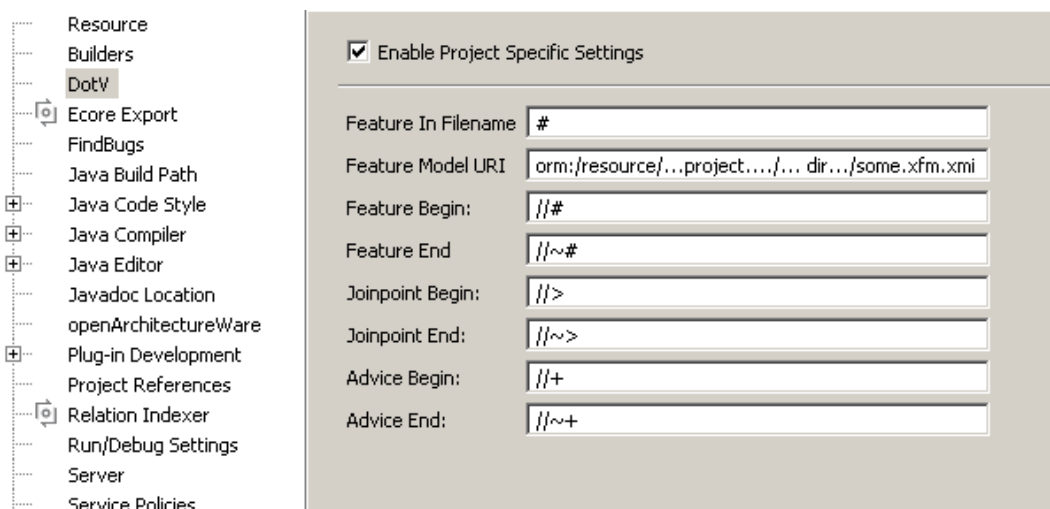 Resource
Builders
DotV
Ecore Export
FindBugs
Java Build Path
Java Code Style
Java Compiler
Java Editor
Javadoc Location
openArchitectureWare
Plug-in Development
Project References
Relation Indexer
Run/Debug Settings
Server
Service Policies
Enable Project Specific Settings
Feature In Filename #
Feature Model URI orm:/resource/...project..../... dir.../some.xfm.xmi
Feature Begin: //#
Feature End //~#
Joinpoint Begin: //>
Joinpoint End: //~>
Advice Begin: //+
Advice End: //~+